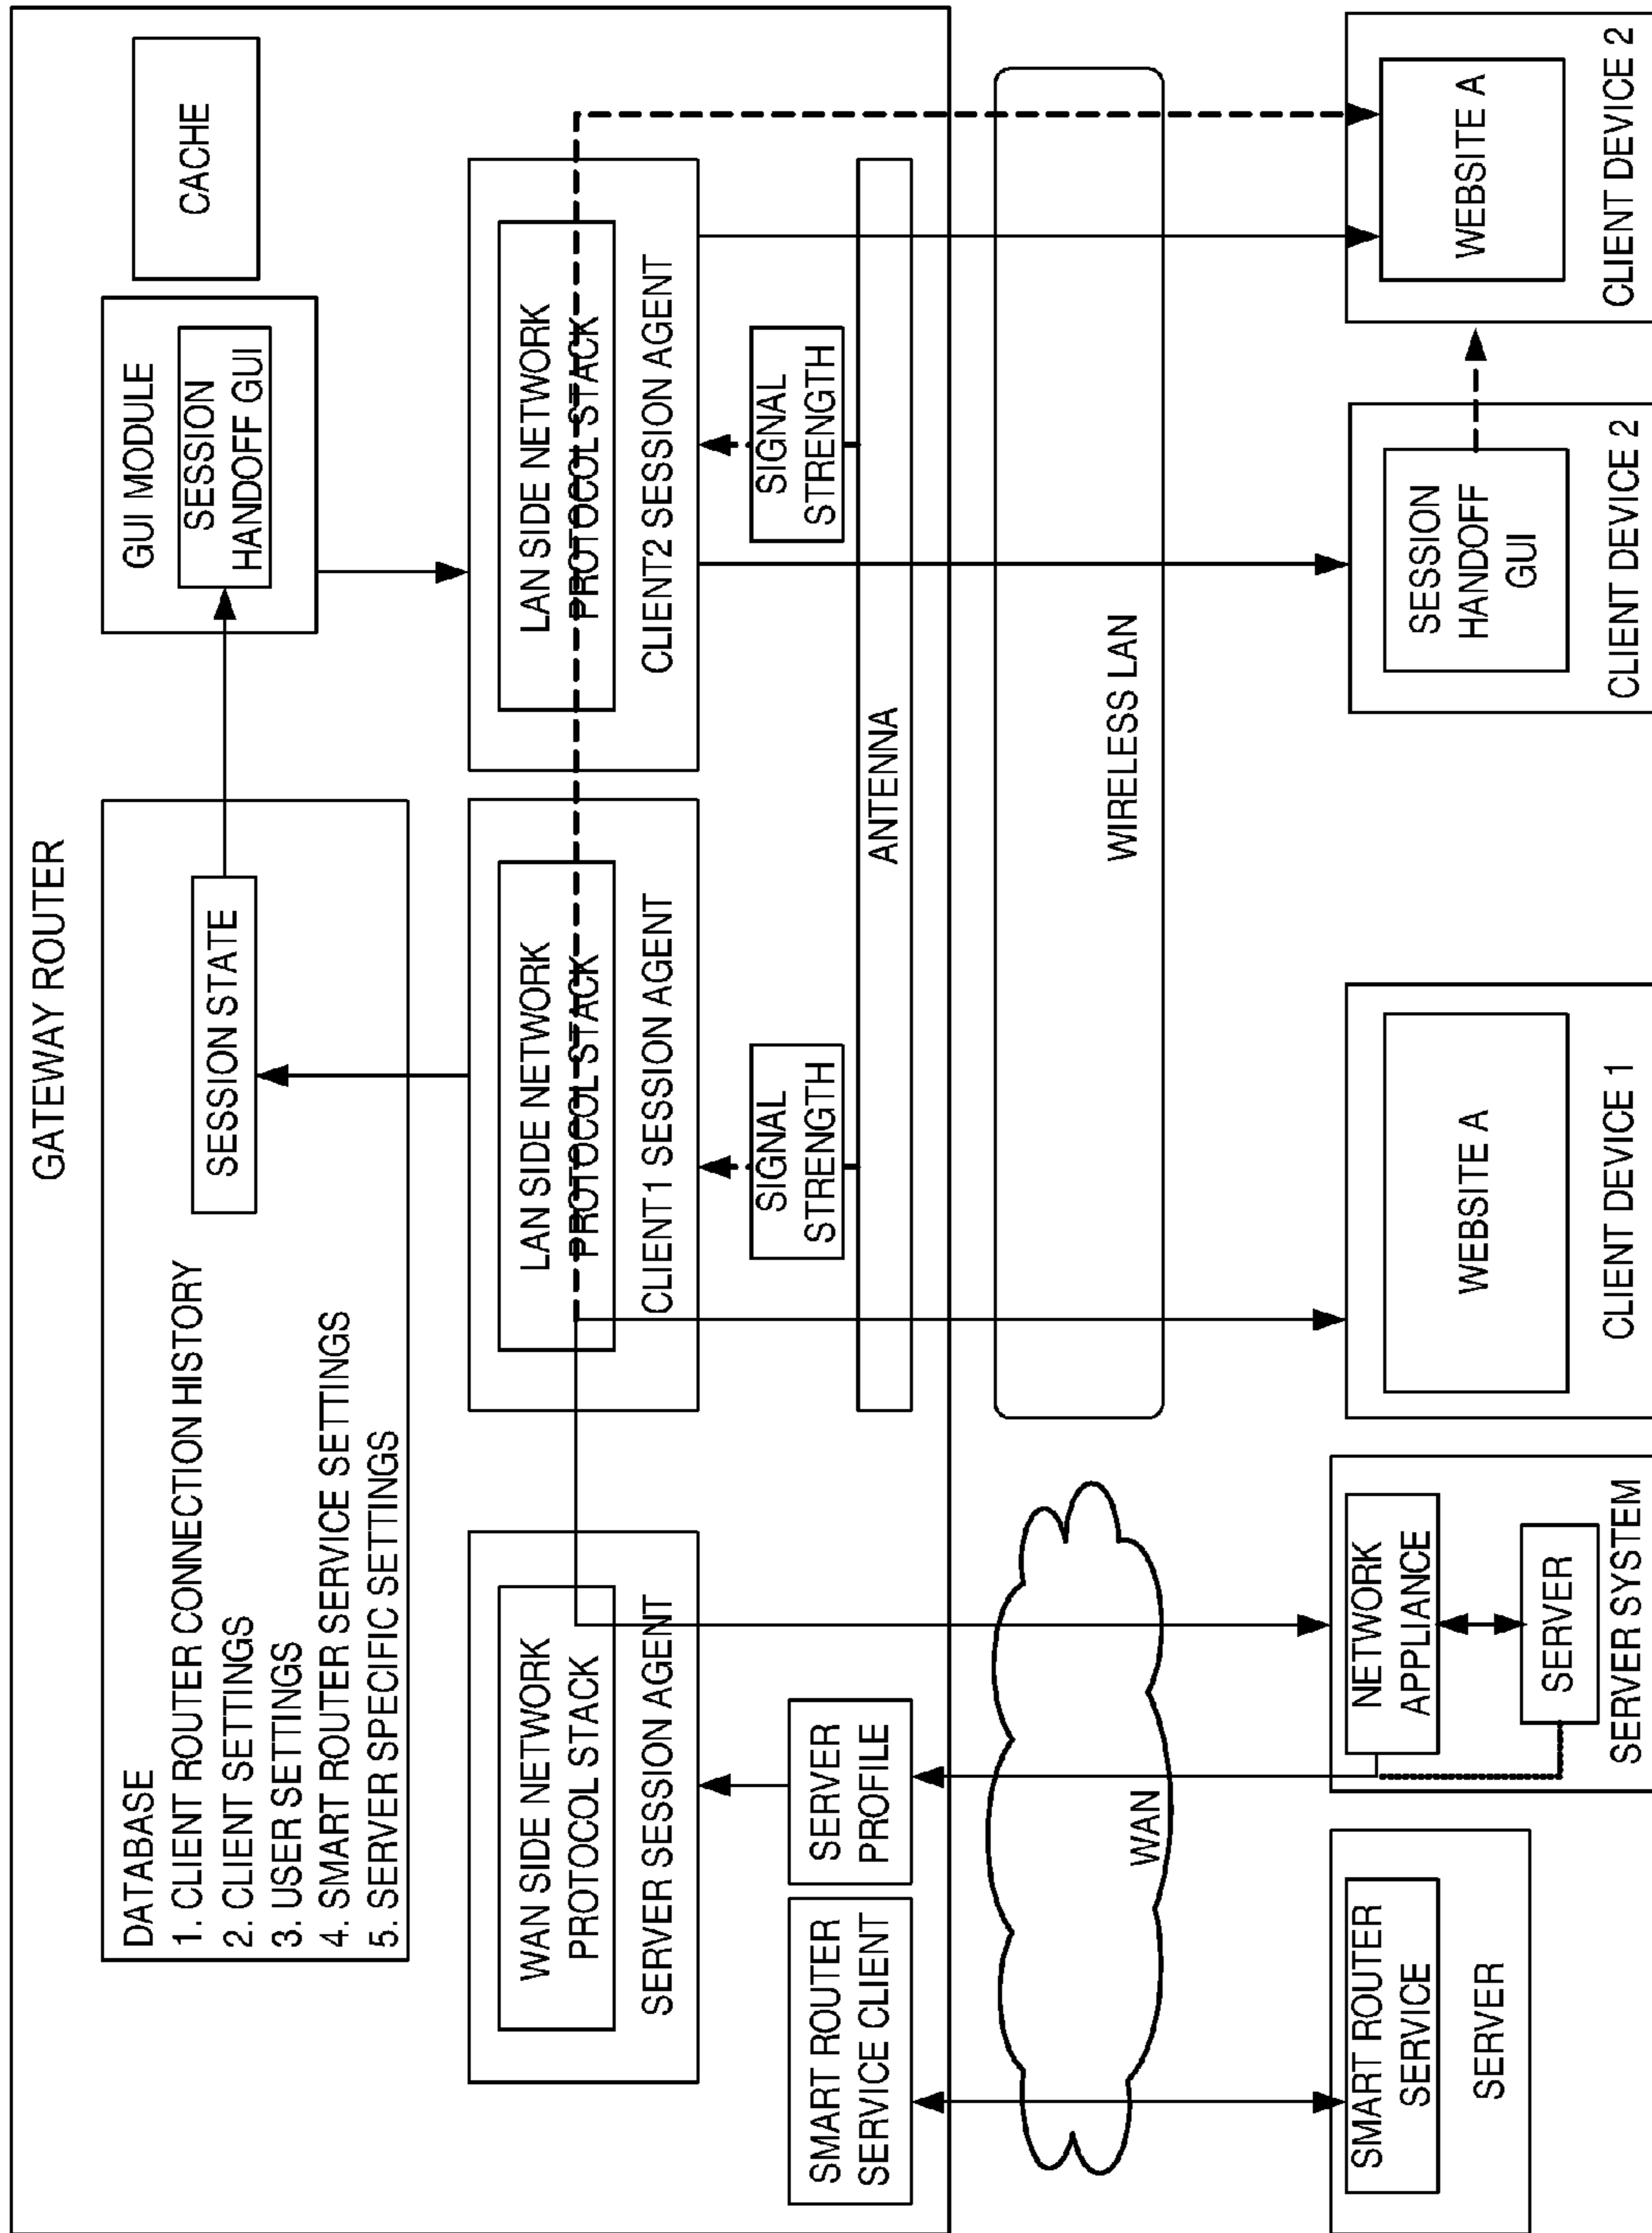 GATEWAY ROUTER
DATABASE
1. CLIENT ROUTER CONNECTION HISTORY
2. CLIENT SETTINGS
3. USER SETTINGS
4. SMART ROUTER SERVICE SETTINGS
5. SERVER SPECIFIC SETTINGS
SESSION STATE
GUI MODULE
SESSION
HANDOFF GUI
CACHE
WAN SIDE NETWORK
PROTOCOL STACK
SERVER SESSION AGENT
LAN SIDE NETWORK
PROTOCOL STACK
CLIENT1 SESSION AGENT
LAN SIDE NETWORK
PROTOCOL STACK
CLIENT2 SESSION AGENT
SMART ROUTER
SERVICE CLIENT
SERVER
PROFILE
SIGNAL
STRENGTH
SIGNAL
STRENGTH
ANTENNA
WAN
WIRELESS LAN
SMART ROUTER
SERVICE
SERVER
NETWORK
APPLIANCE
SERVER
SERVER SYSTEM
WEBSITE A
CLIENT DEVICE 1
SESSION
HANDOFF
GUI
CLIENT DEVICE 2
WEBSITE A
CLIENT DEVICE 2